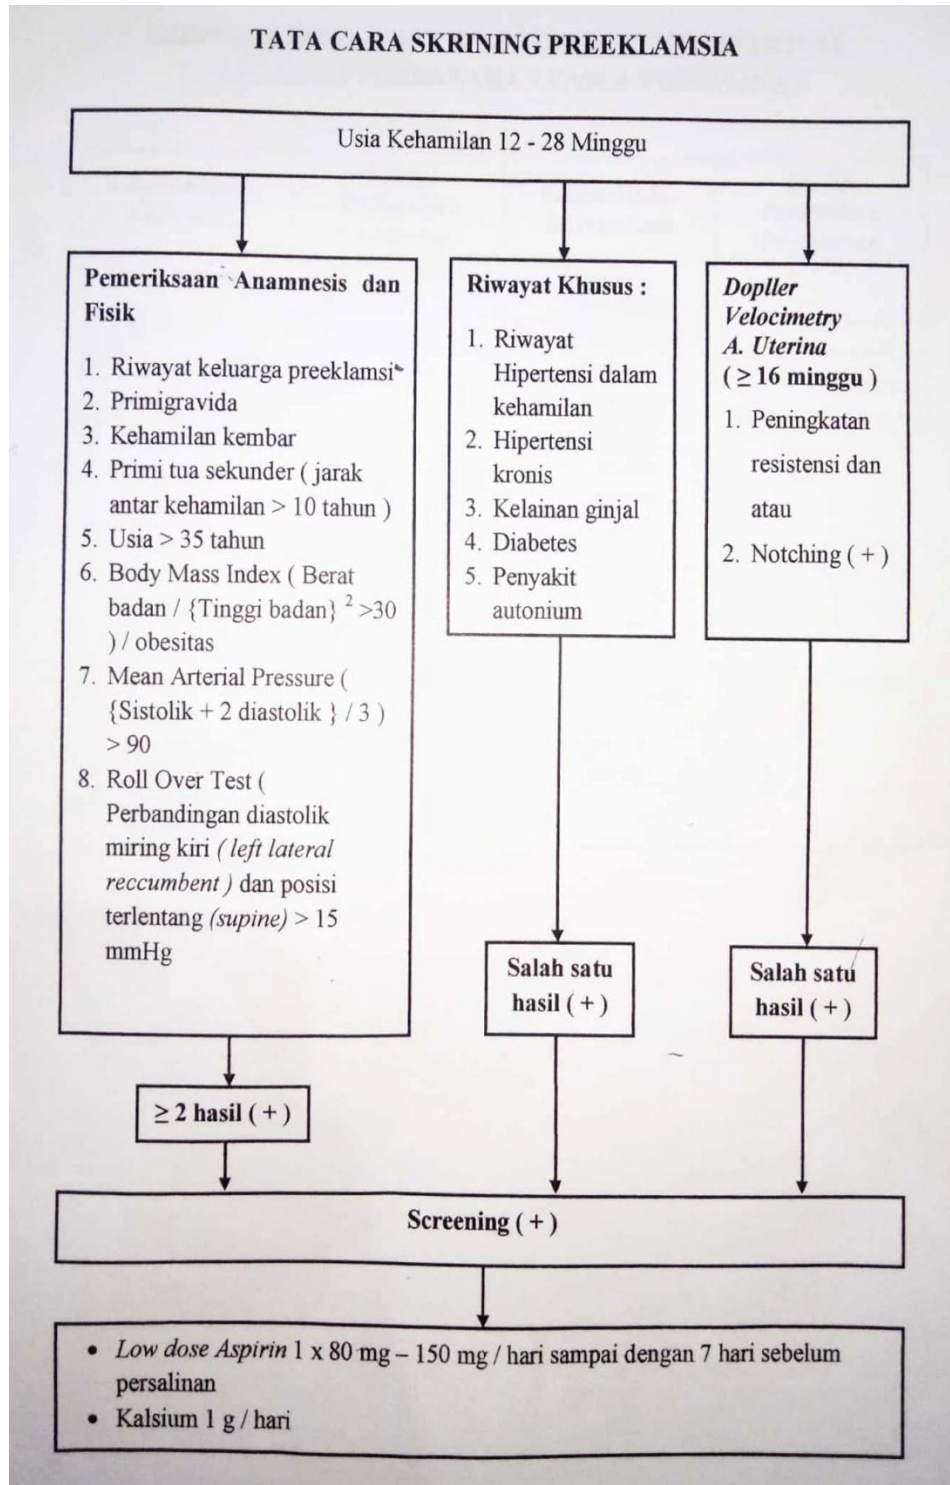 TATA CARA SKRINING PREEKLAMSIA
Usia Kehamilan 12 - 28 Minggu
Pemeriksaan Anamnesis dan
Fisik
1. Riwayat keluarga preeklamsi
2. Primigravida
3. Kehamilan kembar
4. Primi tua sekunder ( jarak
antar kehamilan > 10 tahun )
5. Usia > 35 tahun
6. Body Mass Index ( Berat
badan / {Tinggi badan} ² >30
) / obesitas
7. Mean Arterial Pressure (
{Sistolik + 2 diastolik } / 3 )
> 90
8. Roll Over Test (
Perbandingan diastolik
miring kiri ( left lateral
reccumbent ) dan posisi
terlentang (supine) > 15
mmHg
≥ 2 hasil ( + )
Riwayat Khusus :
1. Riwayat
Hipertensi dalam
kehamilan
2. Hipertensi
kronis
3. Kelainan ginjal
4. Diabetes
5. Penyakit
autonium
Salah satu
hasil ( + )
Dopller
Velocimetry
A. Uterina
( ≥ 16 minggu )
1. Peningkatan
resistensi dan
atau
2. Notching ( + )
Salah satu
hasil ( + )
Screening ( + )
• Low dose Aspirin 1 x 80 mg – 150 mg / hari sampai dengan 7 hari sebelum
persalinan
• Kalsium 1 g / hari